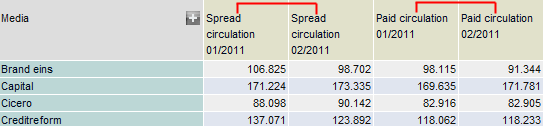 Media + Spread circulation 01/2011 Spread circulation 02/2011 Paid circulation 01/2011 Paid circulation 02/2011
Brand eins 106.825 98.702 98.115 91.344
Capital 171.224 173.335 169.635 171.781
Cicero 88.098 90.142 82.916 82.905
Creditreform 137.071 123.892 118.062 118.233